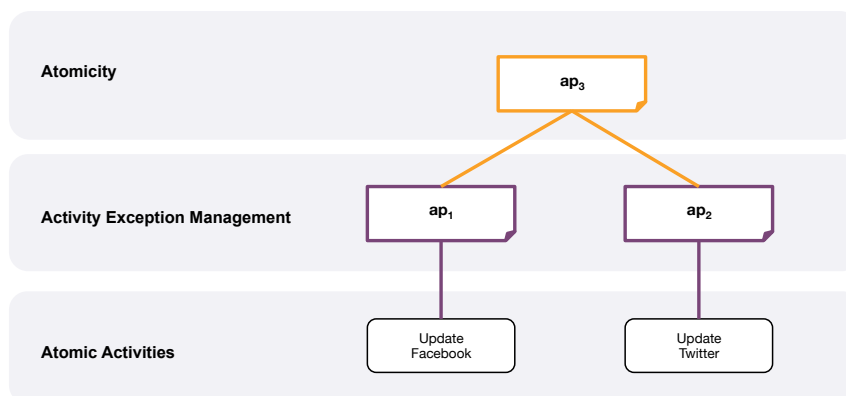 Atomicity
ap₃
Activity Exception Management
ap₁
ap₂
Atomic Activities
Update
Facebook
Update
Twitter